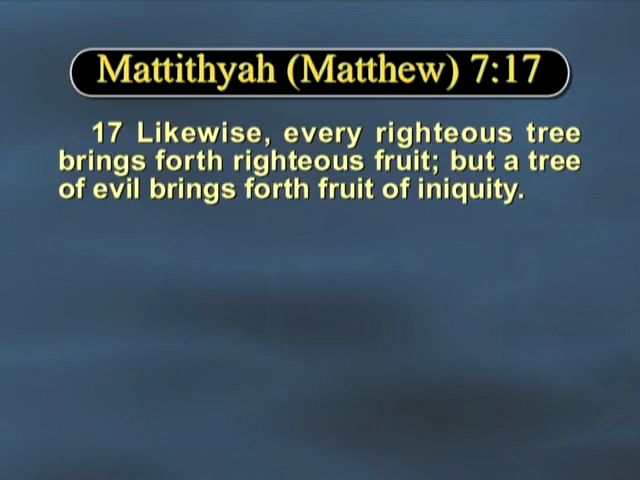 Mattithyah (Matthew) 7:17
17 Likewise, every righteous tree
brings forth righteous fruit; but a tree
of evil brings forth fruit of iniquity.